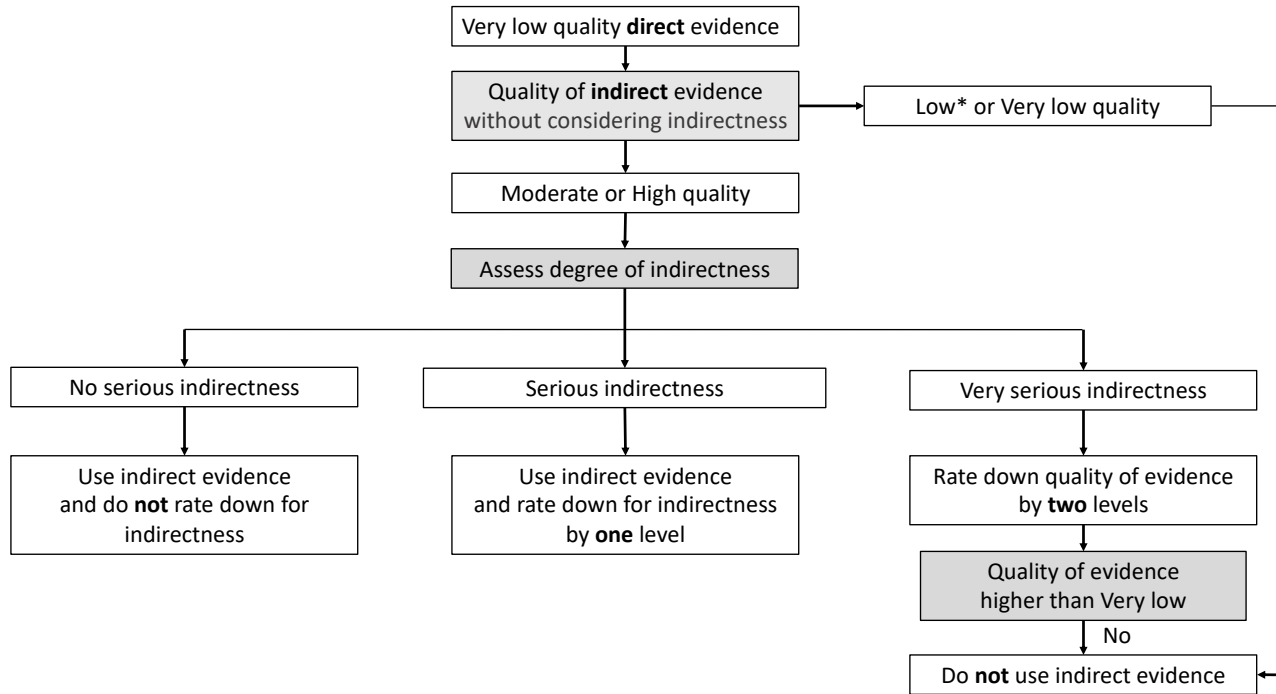 Very low quality direct evidence
Quality of indirect evidence
without considering indirectness
Low* or Very low quality
Moderate or High quality
Assess degree of indirectness
No serious indirectness
Serious indirectness
Very serious indirectness
Use indirect evidence
and do not rate down for
indirectness
Use indirect evidence
and rate down for indirectness
by one level
Rate down quality of evidence
by two levels
Quality of evidence
higher than Very low
No
Do not use indirect evidence